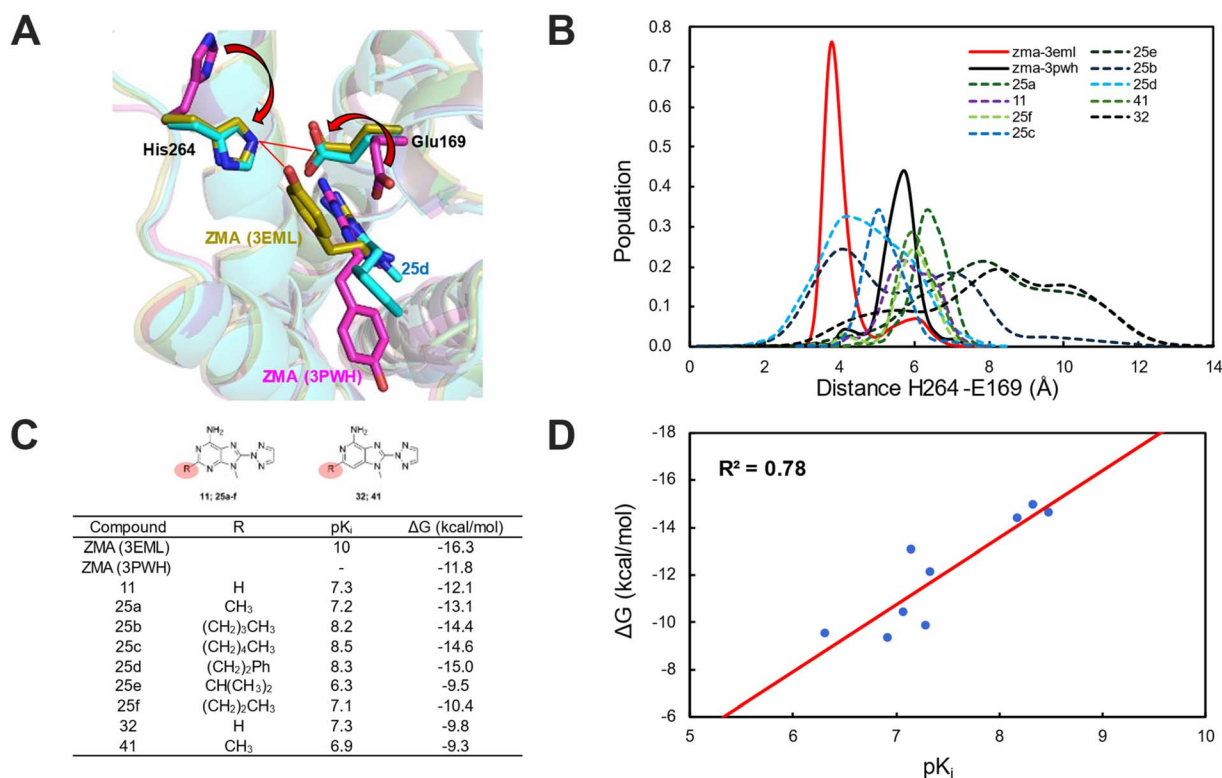 A
His264
Glu169
ZMA (3EML)
25d
ZMA (3PWH)
B
Population
0.8
0.7
0.6
0.5
0.4
0.3
0.2
0.1
0.0
zma-3eml
zma-3pwh
25a
11
25f
25c
25e
25b
25d
41
32
0 2 4 6 8 10 12 14
Distance H264 -E169 (Å)
C
NH₂
N
N
N
N
N
N
N
R
11; 25a-f
NH₂
N
N
N
N
N
N
R
32; 41
Compound R pKᵢ ΔG (kcal/mol)
ZMA (3EML) 10 -16.3
ZMA (3PWH) - -11.8
11 H 7.3 -12.1
25a CH₃ 7.2 -13.1
25b (CH₂)₃CH₃ 8.2 -14.4
25c (CH₂)₄CH₃ 8.5 -14.6
25d (CH₂)₂Ph 8.3 -15.0
25e CH(CH₃)₂ 6.3 -9.5
25f (CH₂)₂CH₃ 7.1 -10.4
32 H 7.3 -9.8
41 CH₃ 6.9 -9.3
D
ΔG (kcal/mol)
-18
-16
-14
-12
-10
-8
-6
R² = 0.78
5 6 7 8 9 10
pKᵢ